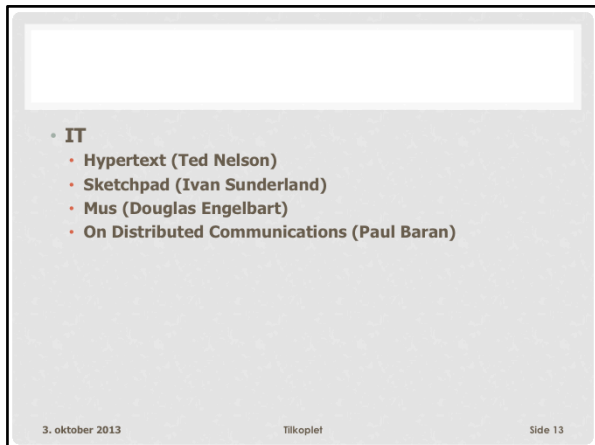 • IT
• Hypertext (Ted Nelson)
• Sketchpad (Ivan Sunderland)
• Mus (Douglas Engelbart)
• On Distributed Communications (Paul Baran)
3. oktober 2013 Tilkoplet Side 13